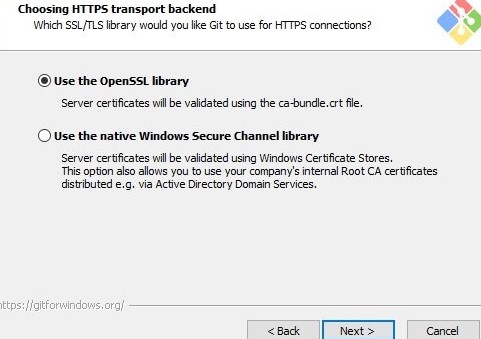 Choosing HTTPS transport backend
Which SSL/TLS library would you like Git to use for HTTPS connections?
Use the OpenSSL library
Server certificates will be validated using the ca-bundle.crt file.
Use the native Windows Secure Channel library
Server certificates will be validated using Windows Certificate Stores.
This option also allows you to use your company's internal Root CA certificates
distributed e.g. via Active Directory Domain Services.
https://gitforwindows.org/
< Back
Next >
Cancel